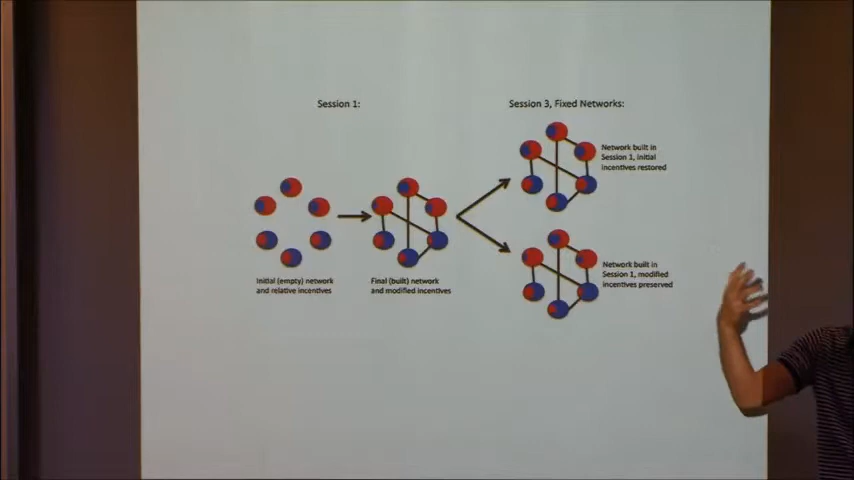 Session 1:
Session 3, Fixed Networks:
Network built in
Session 1, initial
incentives restored
Initial (empty) network
and relative incentives
Final (built) network
and modified incentives
Network built in
Session 1, modified
incentives preserved